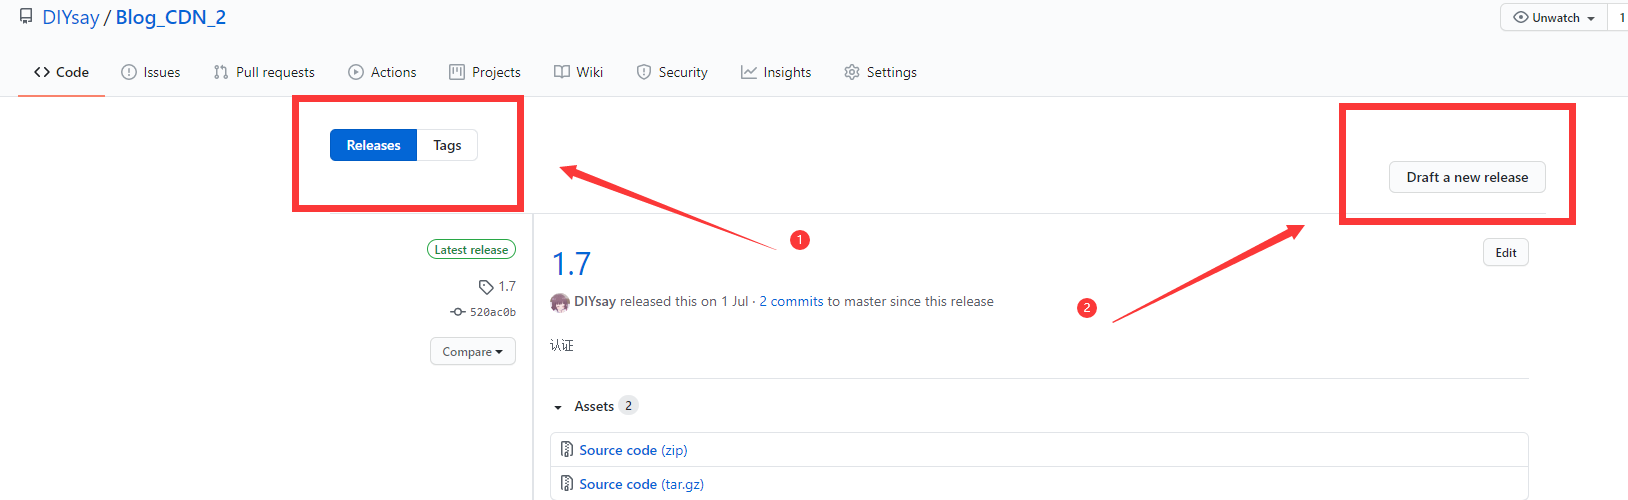 DIYsay / Blog_CDN_2
Unwatch 1
Code Issues Pull requests Actions Projects Wiki Security Insights Settings
Releases Tags
Draft a new release
1
2
Latest release
1.7
520ac0b
Compare
1.7
Edit
DIYsay released this on 1 Jul · 2 commits to master since this release
认证
Assets 2
Source code (zip)
Source code (tar.gz)